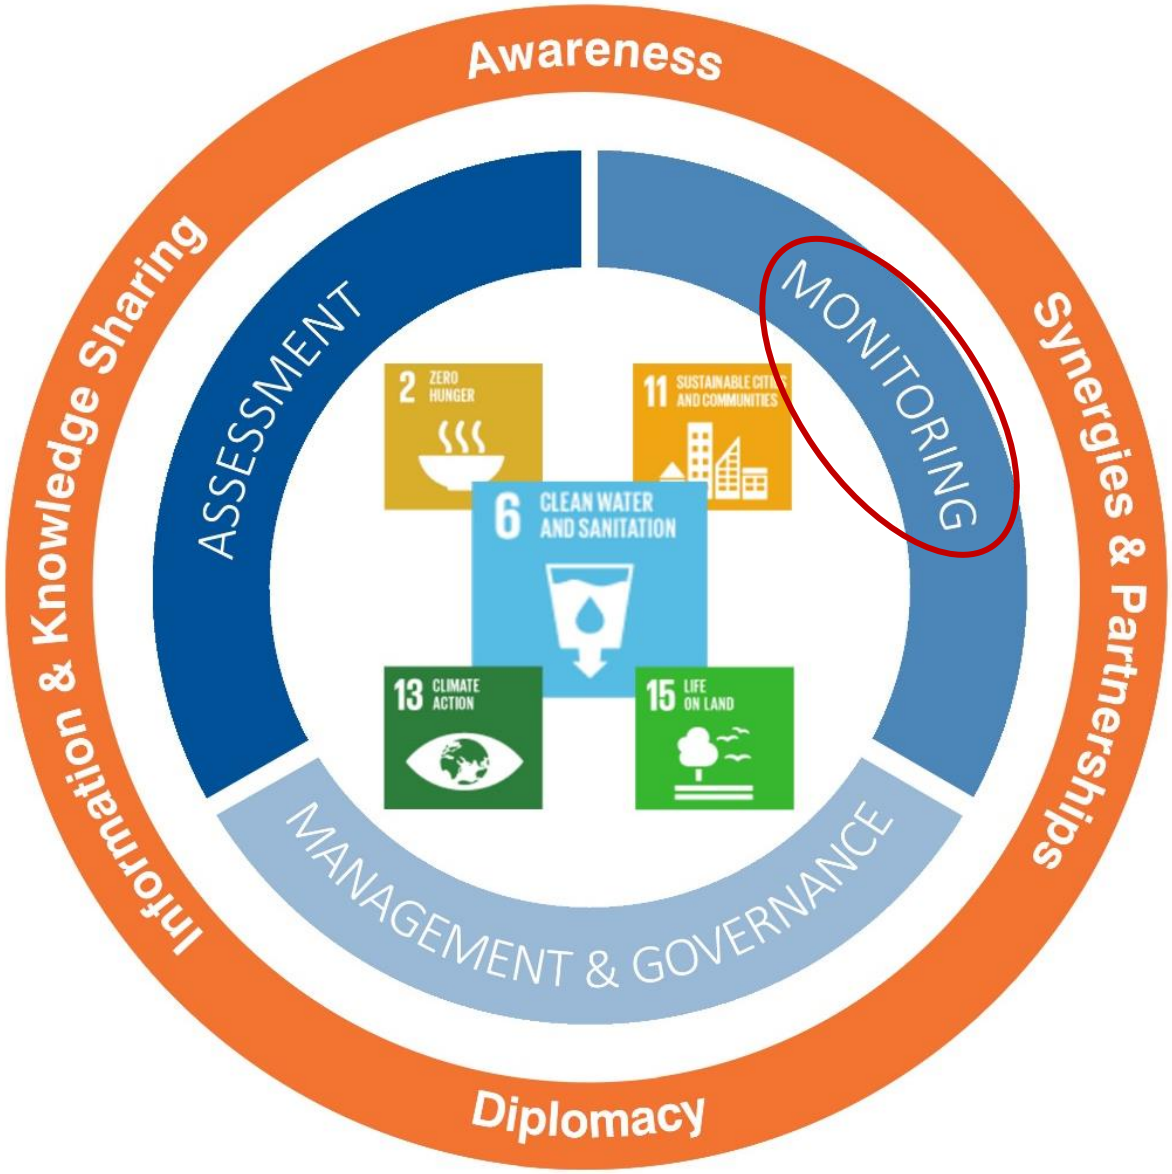 Awareness
Information & Knowledge Sharing
Synergies & Partnerships
Diplomacy
ASSESSMENT
MONITORING
MANAGEMENT & GOVERNANCE
2 ZERO
HUNGER
11 SUSTAINABLE CITIES
AND COMMUNITIES
6 CLEAN WATER
AND SANITATION
13 CLIMATE
ACTION
15 LIFE
ON LAND